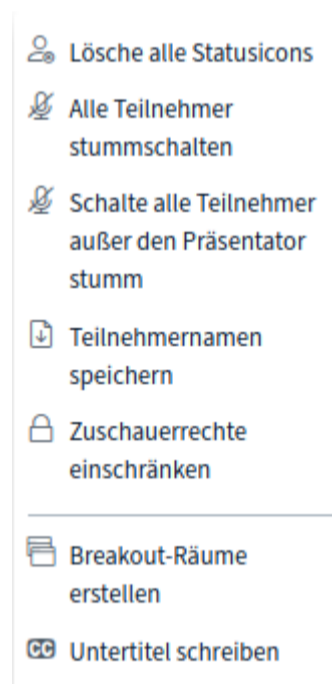 Lösche alle Statusicons
Alle Teilnehmer
stummschalten
Schalte alle Teilnehmer
außer den Präsentator
stumm
Teilnehmernamen
speichern
Zuschauerrechte
einschränken
Breakout-Räume
erstellen
CC Untertitel schreiben